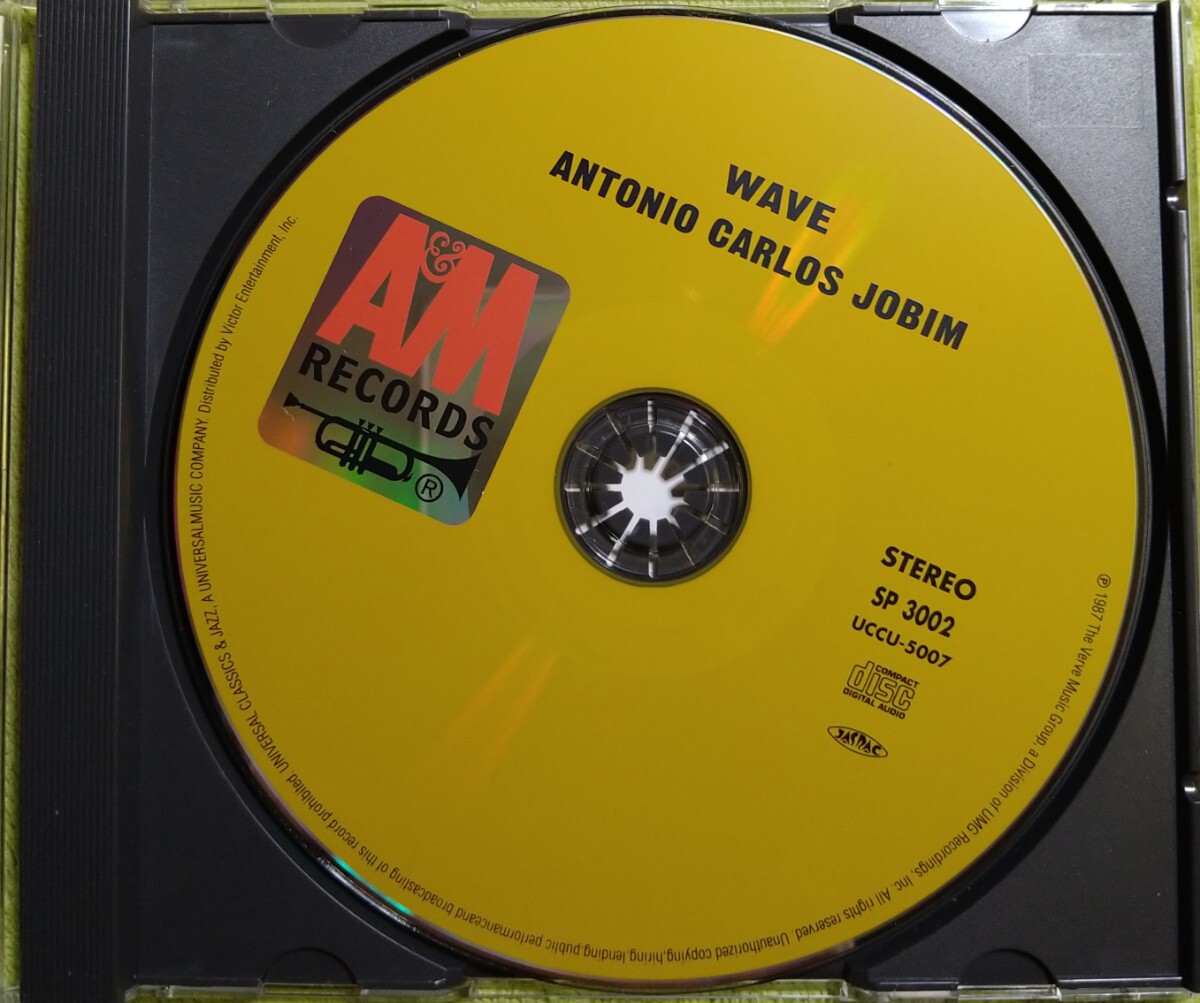 WAVE
ANTONIO CARLOS JOBIM
A&M
RECORDS
®
STEREO
SP 3002
UCCU-5007
COMPACT
disc
DIGITAL AUDIO
JASRAC
℗ 1987 The Verve Music Group, a Division of UMG Recordings, Inc. All rights reserved. Unauthorized copying,hiring,lending,public performanceand broadcasting of this record prohibited. UNIVERSAL CLASSICS & JAZZ, A UNIVERSALMUSIC COMPANY. Distributed by Victor Entertainment, Inc.